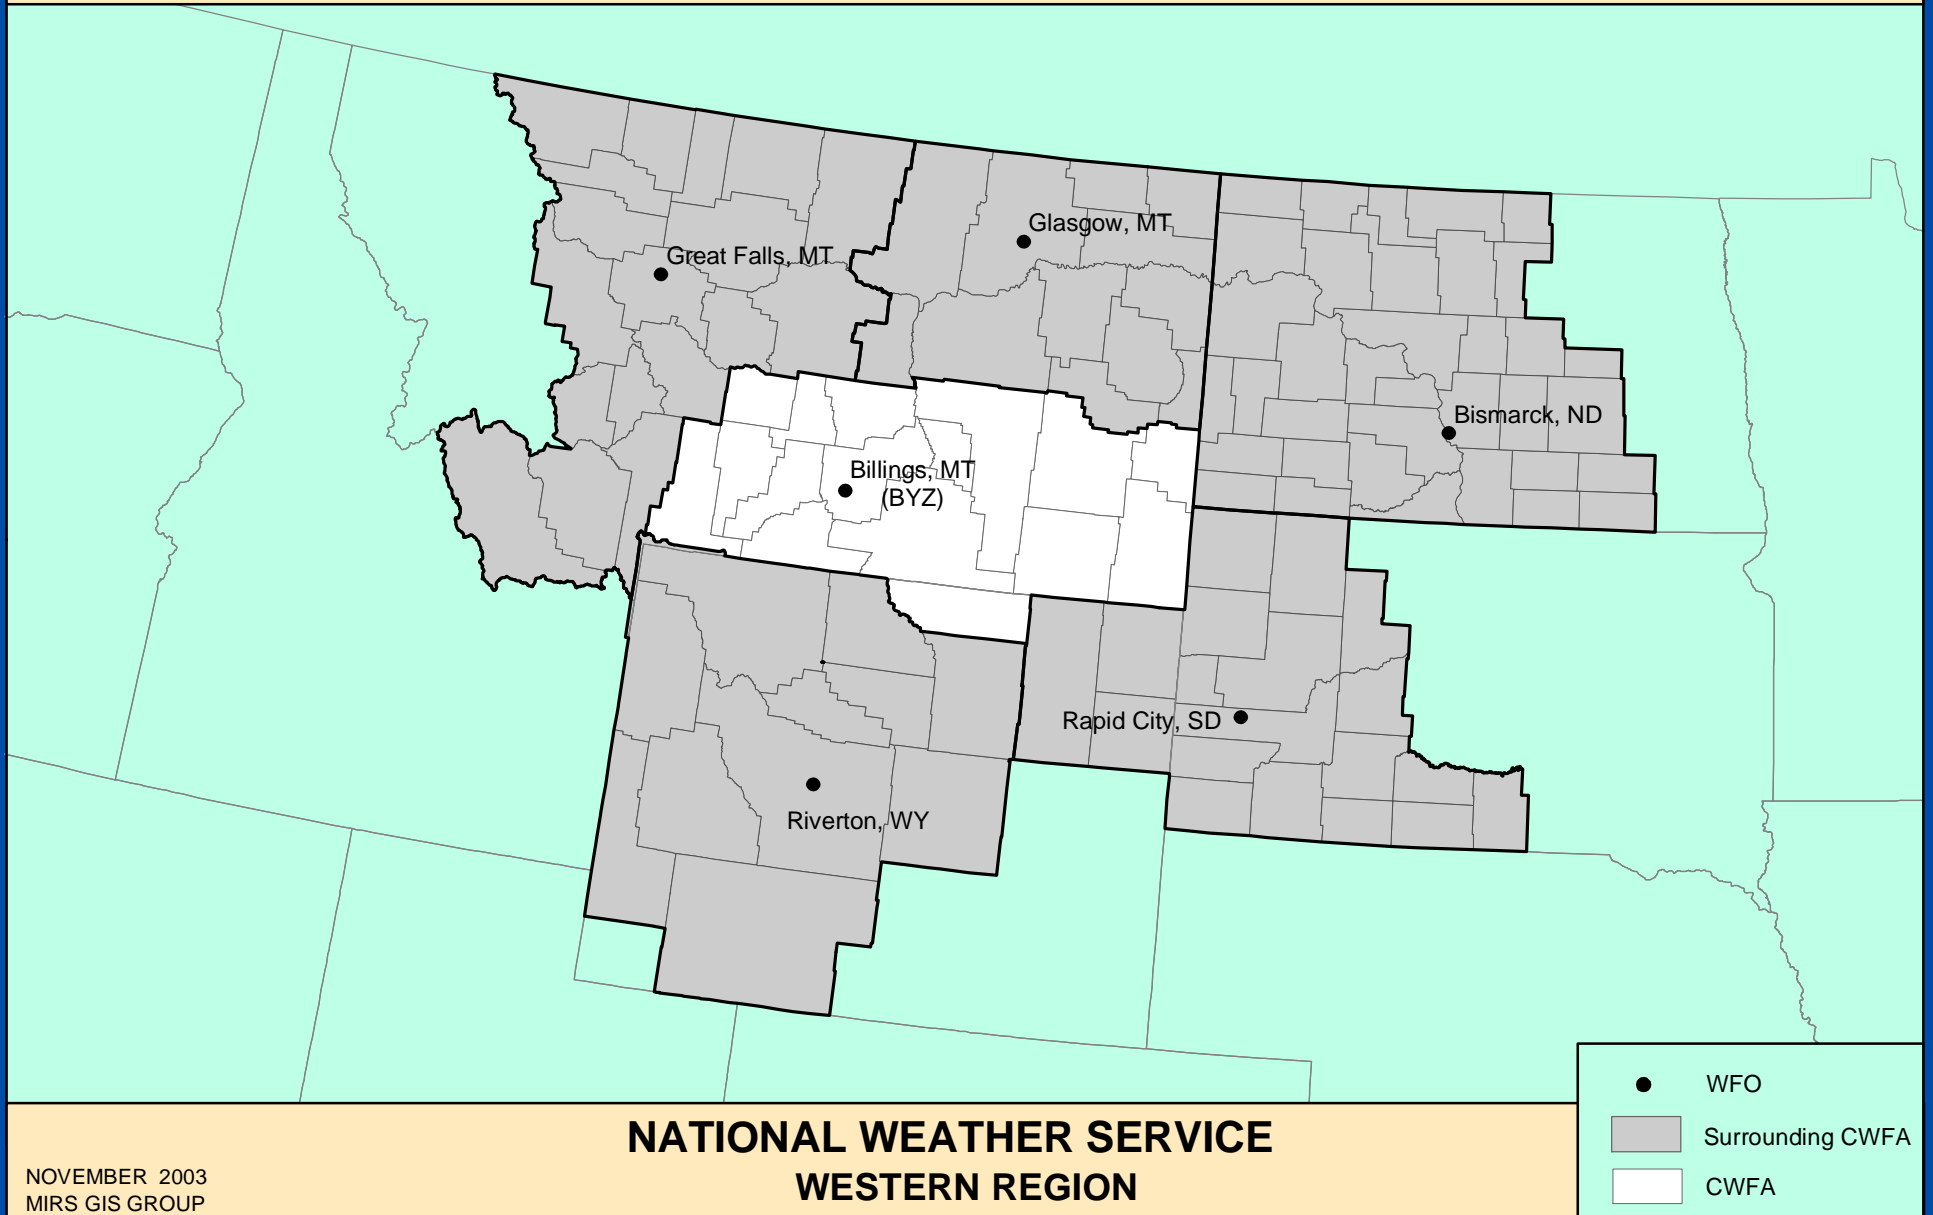 Glasgow, MT
Great Falls, MT
Bismarck, ND
Billings, MT
(BYZ)
Rapid City, SD
Riverton, WY
WFO
Surrounding CWFA
CWFA
NATIONAL WEATHER SERVICE
WESTERN REGION
NOVEMBER 2003
MIRS GIS GROUP